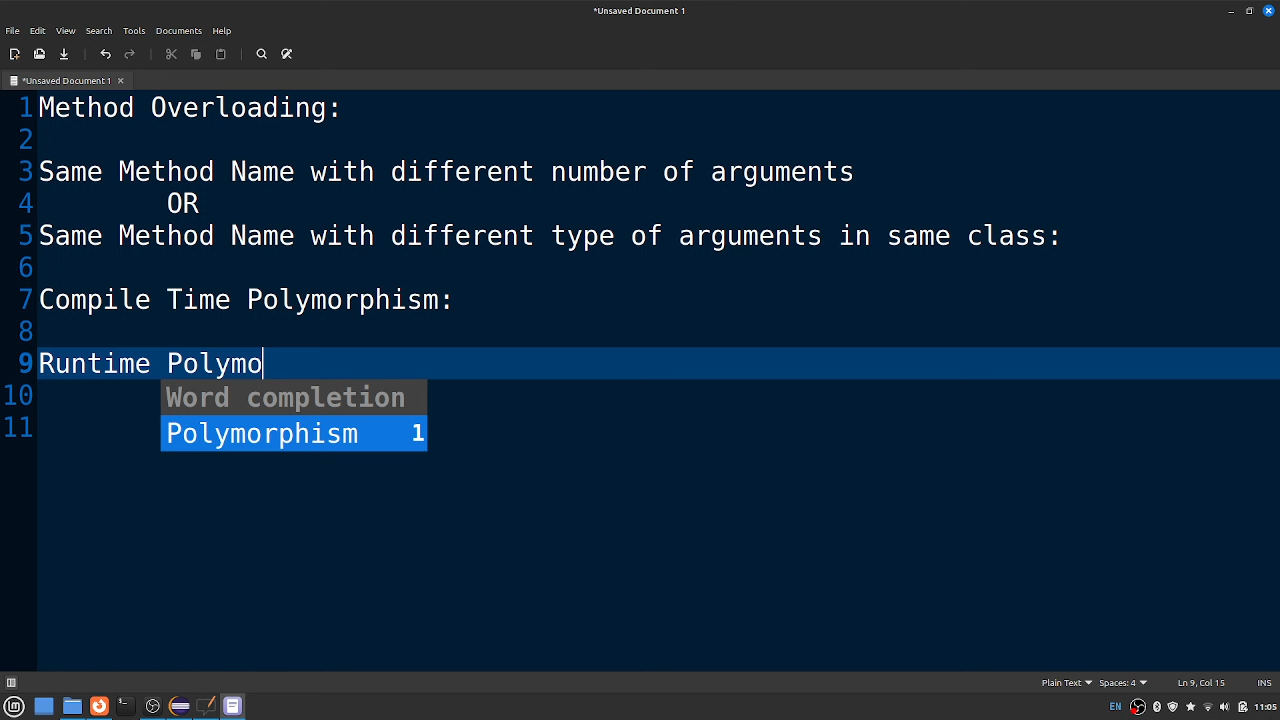 *Unsaved Document 1
File Edit View Search Tools Documents Help
*Unsaved Document 1
1 Method Overloading:
2
3 Same Method Name with different number of arguments
4 OR
5 Same Method Name with different type of arguments in same class:
6
7 Compile Time Polymorphism:
8
9 Runtime Polymo
10 Word completion
11 Polymorphism 1
Plain Text Spaces: 4 Ln 9, Col 15 INS
EN 11:05